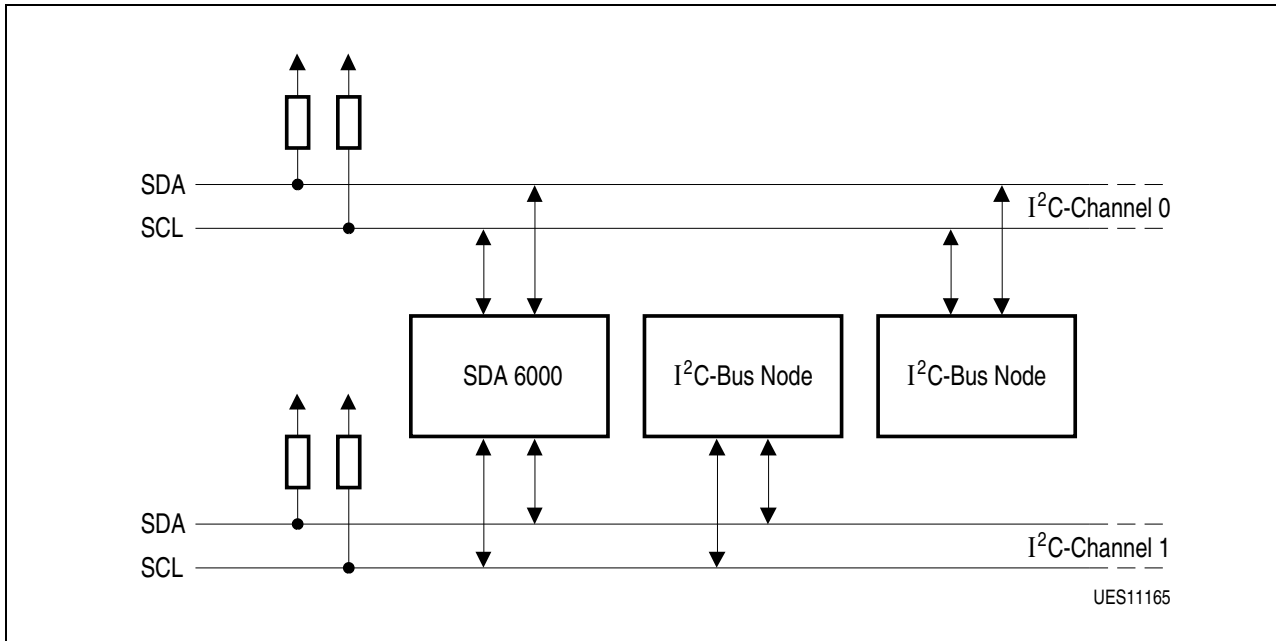 SDA
I²C-Channel 0
SCL
SDA 6000
I²C-Bus Node
I²C-Bus Node
SDA
I²C-Channel 1
SCL
UES11165